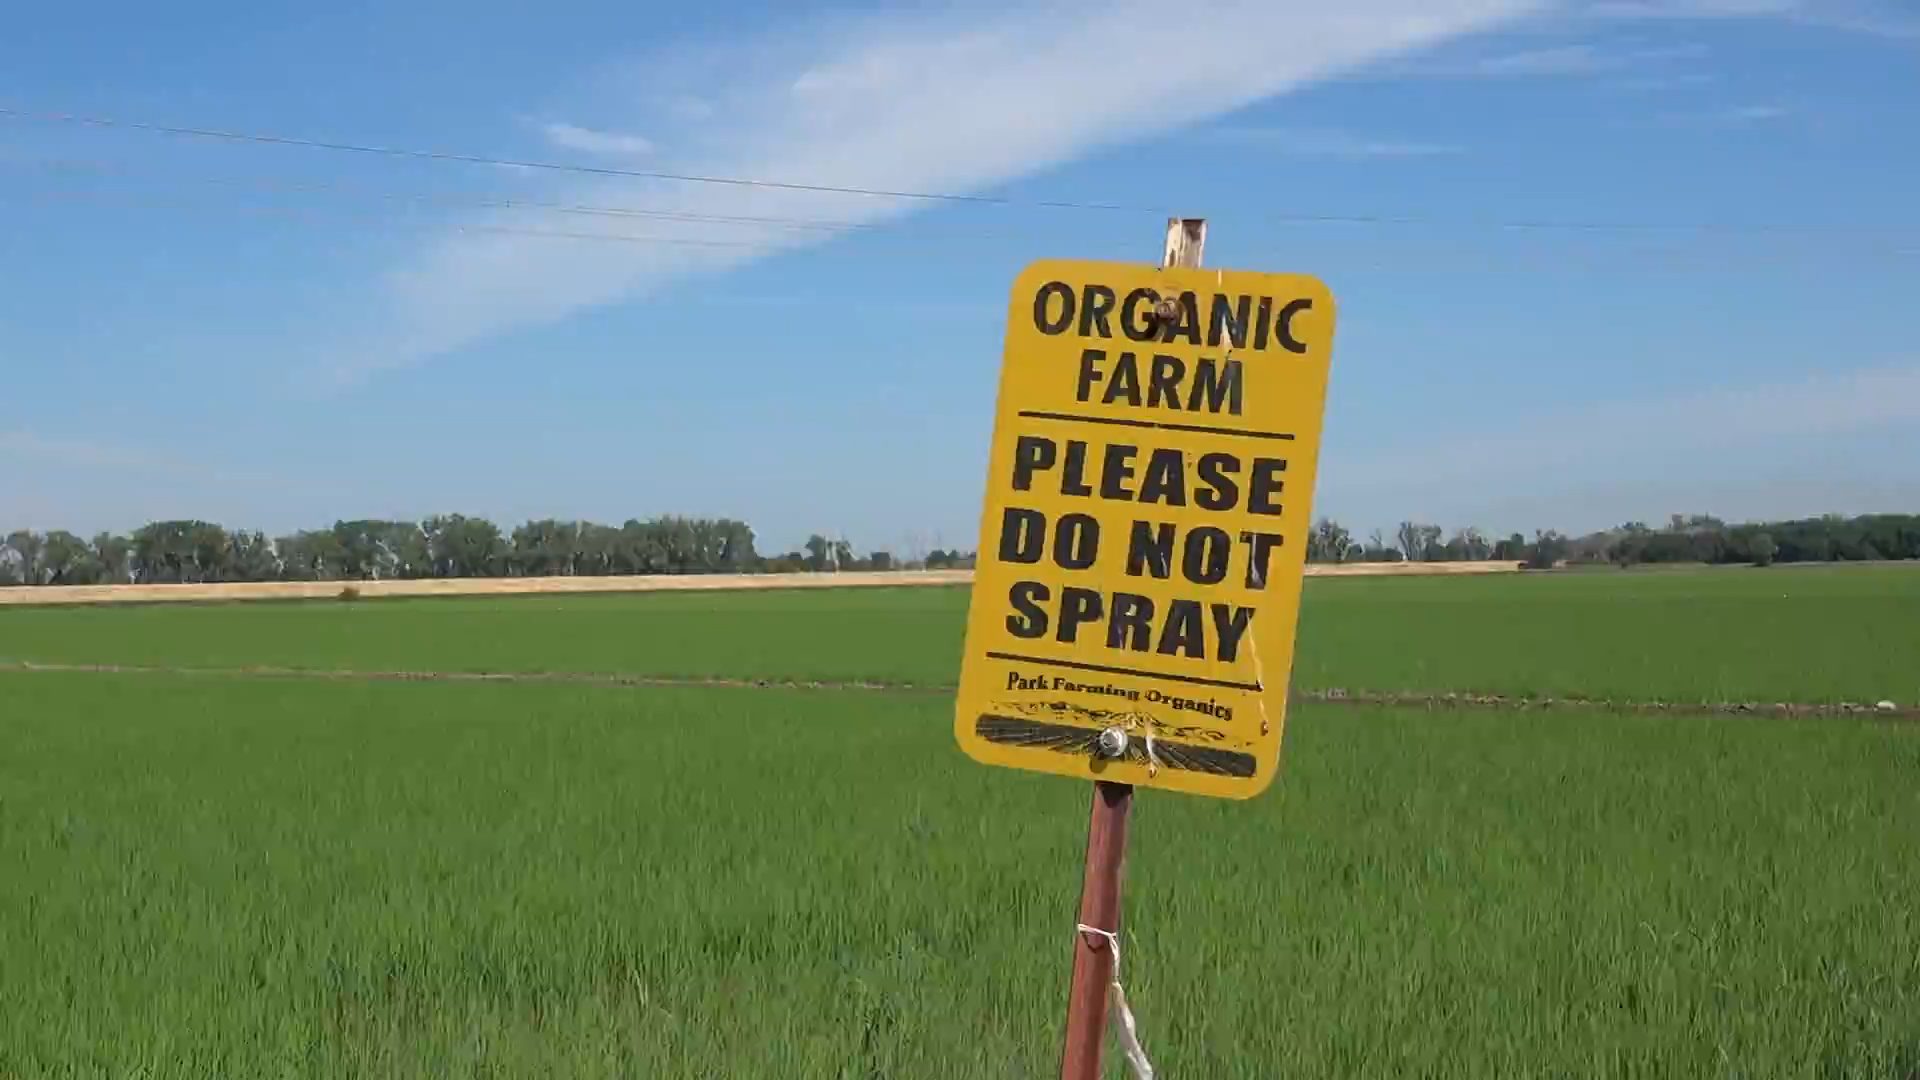 ORGANIC
FARM
PLEASE
DO NOT
SPRAY
Park Farming Organics